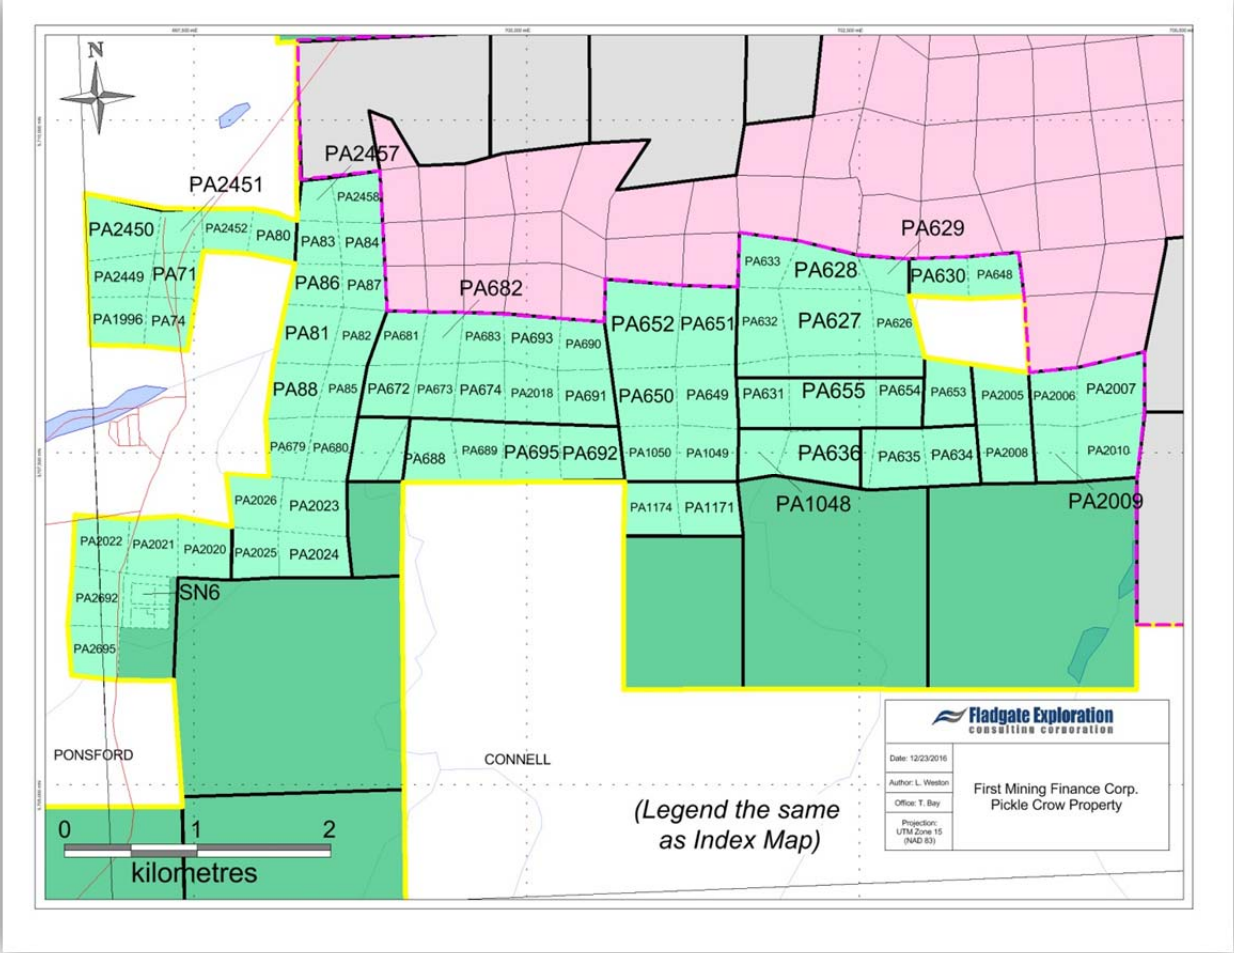 N
PA2457
PA2451
PA2458
PA2450
PA2452
PA80
PA83
PA84
PA629
PA2449
PA71
PA86
PA87
PA682
PA633
PA628
PA630
PA648
PA1996
PA74
PA81
PA82
PA681
PA683
PA693
PA690
PA652
PA651
PA632
PA627
PA626
PA88
PA85
PA672
PA673
PA674
PA2018
PA691
PA650
PA649
PA631
PA655
PA654
PA653
PA2005
PA2006
PA2007
PA679
PA680
PA688
PA689
PA695
PA692
PA1050
PA1049
PA636
PA635
PA634
PA2008
PA2010
PA2026
PA2023
PA1174
PA1171
PA1048
PA2009
PA2022
PA2021
PA2020
PA2025
PA2024
PA2692
SN6
PA2695
PONSFORD
CONNELL
(Legend the same
as Index Map)
0 1 2
kilometres
Fladgate Exploration
consulting corporation
Date: 12/23/2016
Author: L. Weston
Office: T. Bay
Projection:
UTM Zone 15
(NAD 83)
First Mining Finance Corp.
Pickle Crow Property